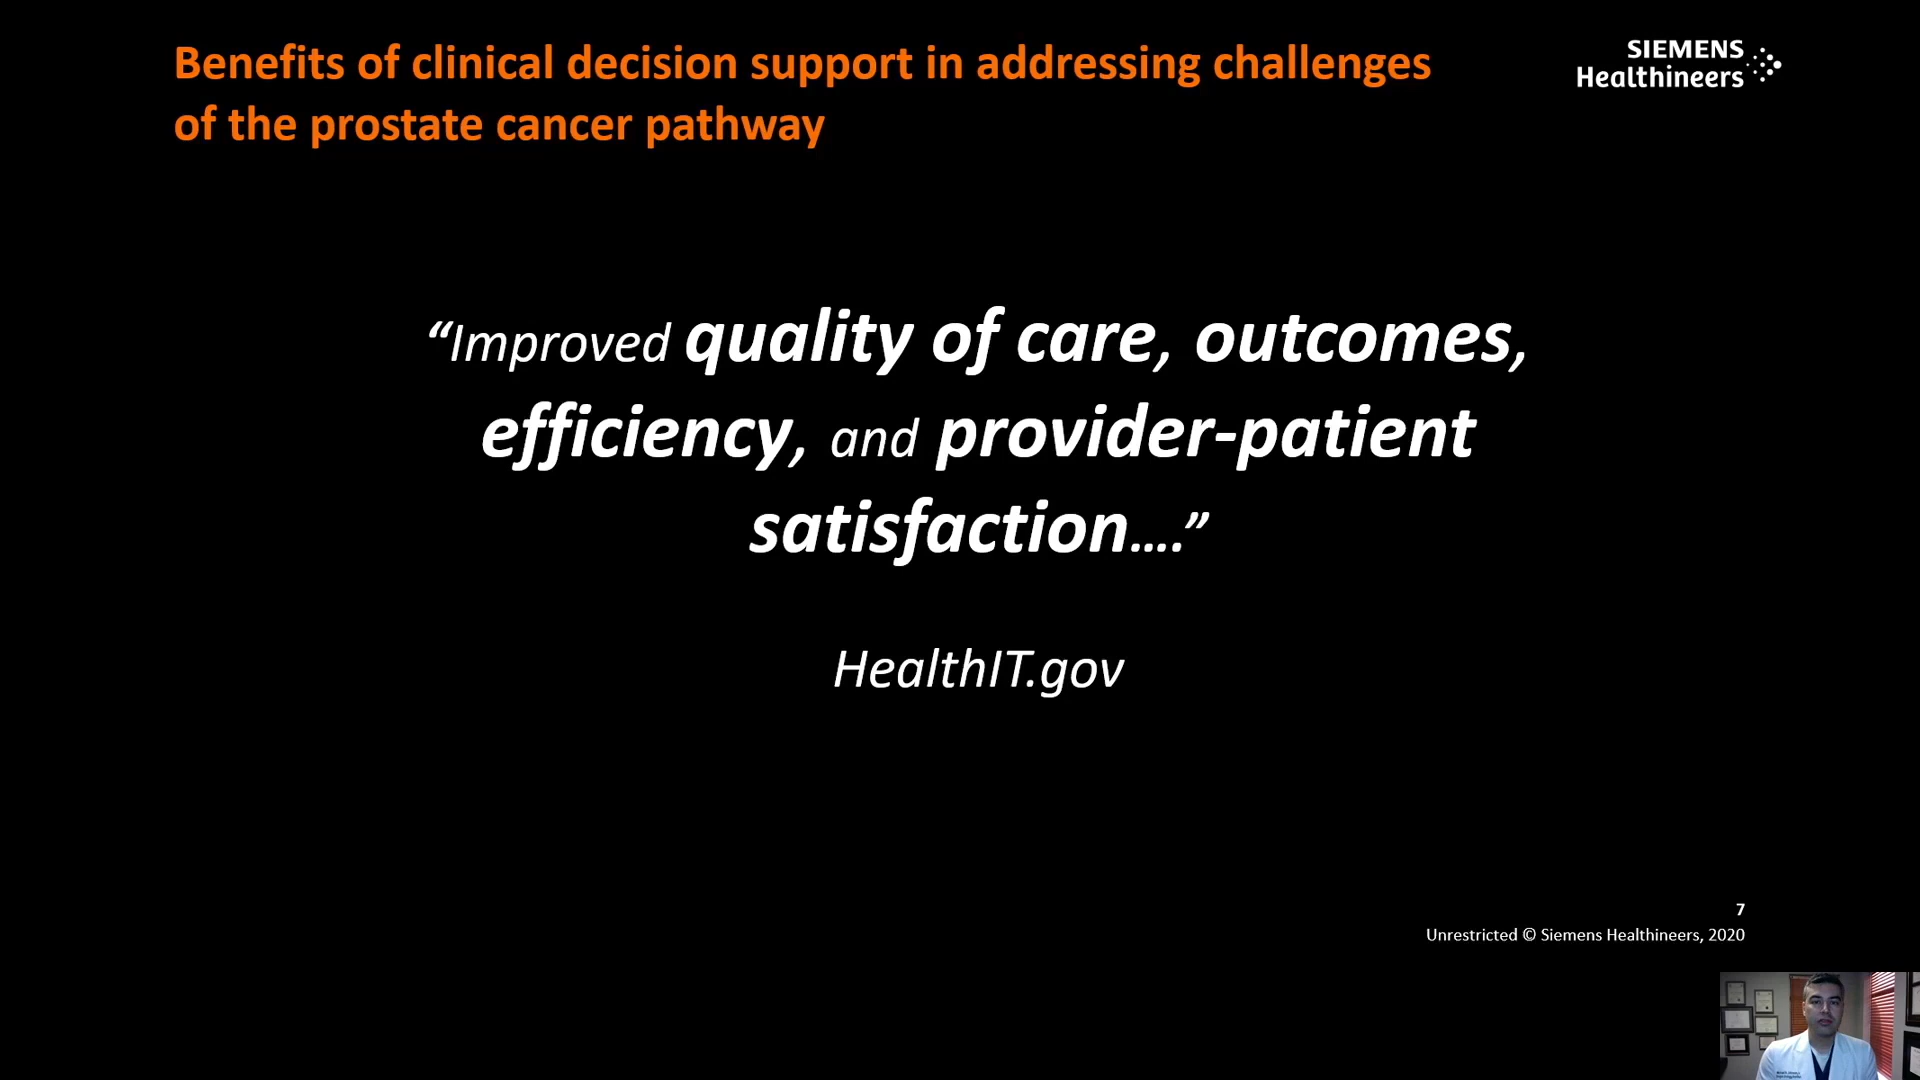 Benefits of clinical decision support in addressing challenges
of the prostate cancer pathway
SIEMENS
Healthineers
“Improved quality of care, outcomes,
efficiency, and provider-patient
satisfaction….”
HealthIT.gov
7
Unrestricted © Siemens Healthineers, 2020